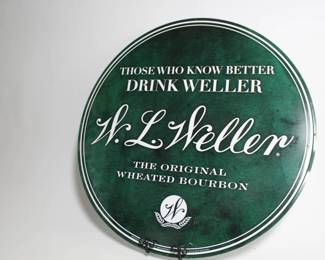 THOSE WHO KNOW BETTER
DRINK WELLER
W. L. Weller
THE ORIGINAL
WHEATED BOURBON
W